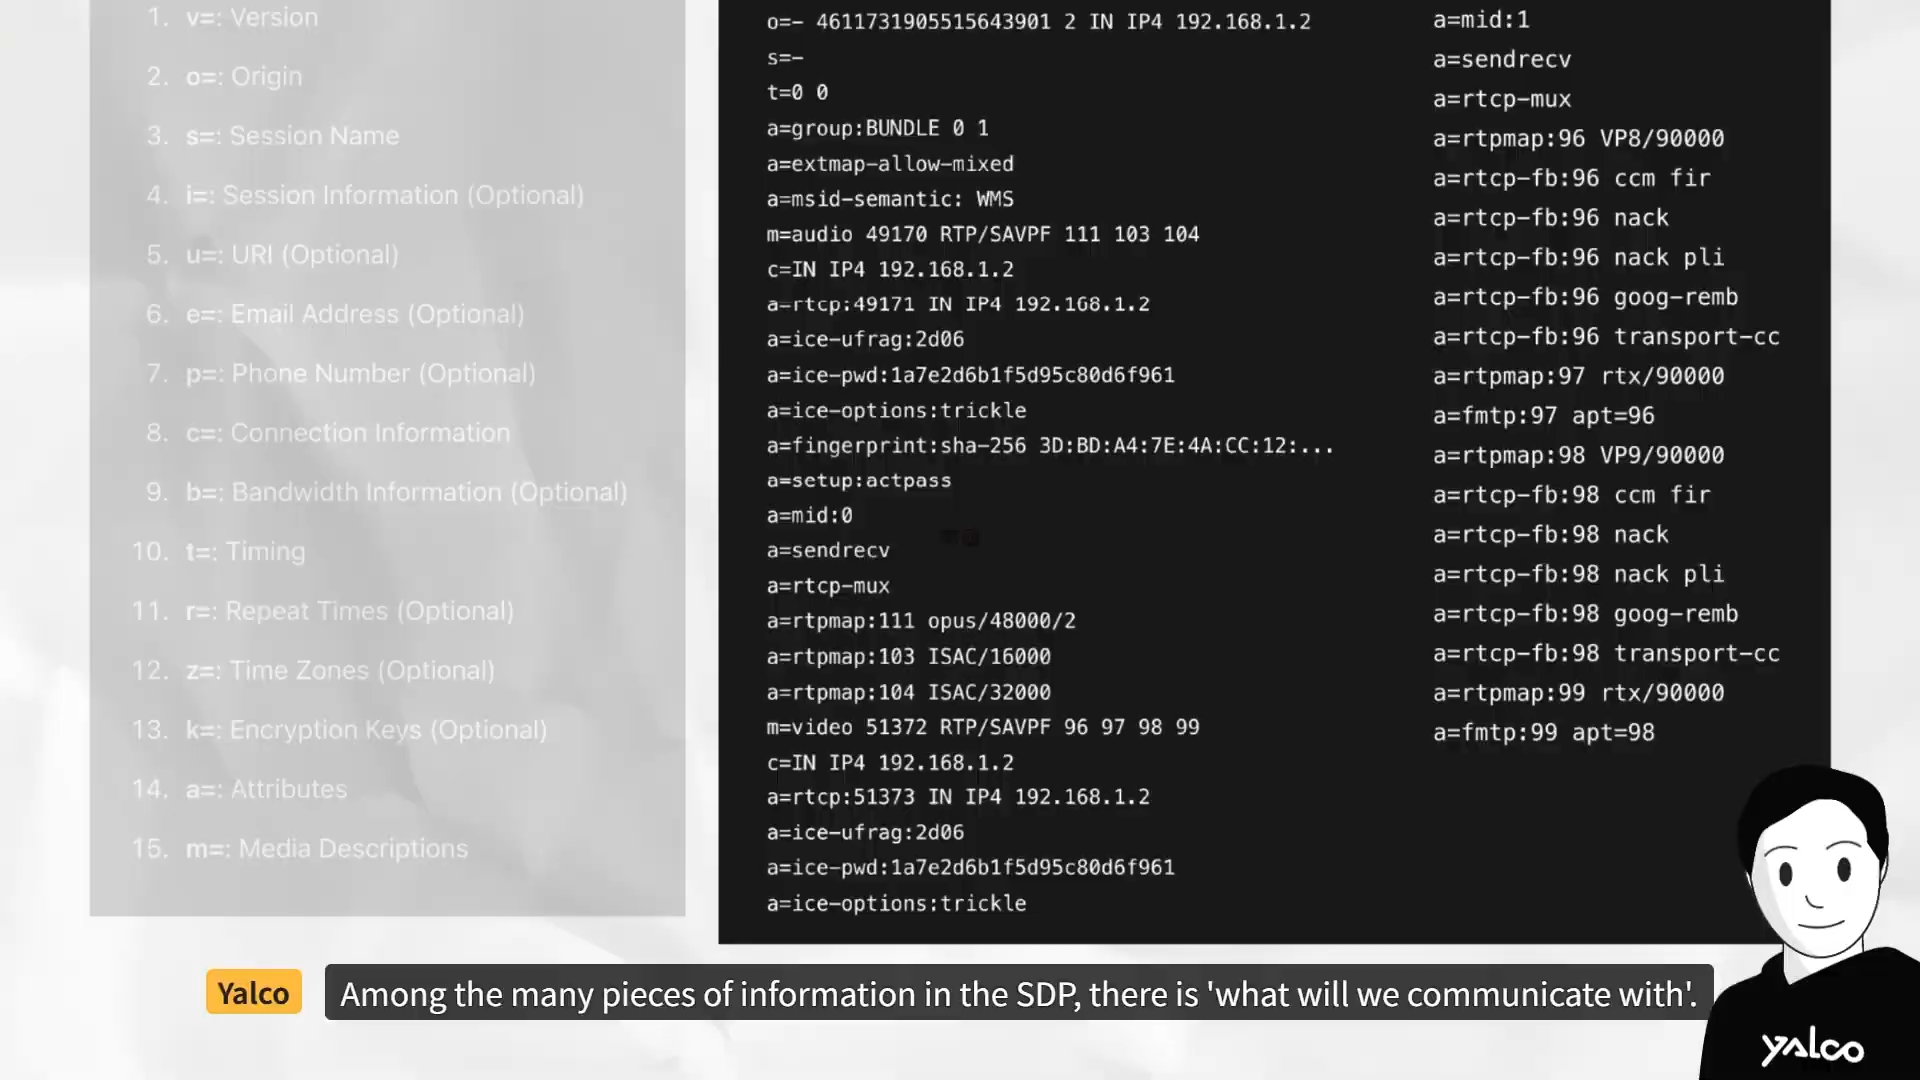 1. v=: Version
2. o=: Origin
3. s=: Session Name
4. i=: Session Information (Optional)
5. u=: URI (Optional)
6. e=: Email Address (Optional)
7. p=: Phone Number (Optional)
8. c=: Connection Information
9. b=: Bandwidth Information (Optional)
10. t=: Timing
11. r=: Repeat Times (Optional)
12. z=: Time Zones (Optional)
13. k=: Encryption Keys (Optional)
14. a=: Attributes
15. m=: Media Descriptions
o=- 4611731905515643901 2 IN IP4 192.168.1.2
s=-
t=0 0
a=group:BUNDLE 0 1
a=extmap-allow-mixed
a=msid-semantic: WMS
m=audio 49170 RTP/SAVPF 111 103 104
c=IN IP4 192.168.1.2
a=rtcp:49171 IN IP4 192.168.1.2
a=ice-ufrag:2d06
a=ice-pwd:1a7e2d6b1f5d95c80d6f961
a=ice-options:trickle
a=fingerprint:sha-256 3D:BD:A4:7E:4A:CC:12:...
a=setup:actpass
a=mid:0
a=sendrecv
a=rtcp-mux
a=rtpmap:111 opus/48000/2
a=rtpmap:103 ISAC/16000
a=rtpmap:104 ISAC/32000
m=video 51372 RTP/SAVPF 96 97 98 99
c=IN IP4 192.168.1.2
a=rtcp:51373 IN IP4 192.168.1.2
a=ice-ufrag:2d06
a=ice-pwd:1a7e2d6b1f5d95c80d6f961
a=ice-options:trickle
a=mid:1
a=sendrecv
a=rtcp-mux
a=rtpmap:96 VP8/90000
a=rtcp-fb:96 ccm fir
a=rtcp-fb:96 nack
a=rtcp-fb:96 nack pli
a=rtcp-fb:96 goog-remb
a=rtcp-fb:96 transport-cc
a=rtpmap:97 rtx/90000
a=fmtp:97 apt=96
a=rtpmap:98 VP9/90000
a=rtcp-fb:98 ccm fir
a=rtcp-fb:98 nack
a=rtcp-fb:98 nack pli
a=rtcp-fb:98 goog-remb
a=rtcp-fb:98 transport-cc
a=rtpmap:99 rtx/90000
a=fmtp:99 apt=98
Yalco Among the many pieces of information in the SDP, there is 'what will we communicate with'.
yalco